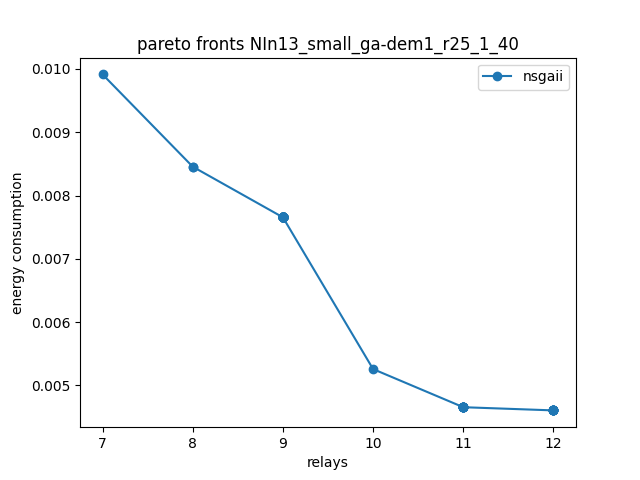 pareto fronts NIn13_small_ga-dem1_r25_1_40
nsgaii
0.010
0.009
0.008
0.007
0.006
0.005
energy consumption
7 8 9 10 11 12
relays